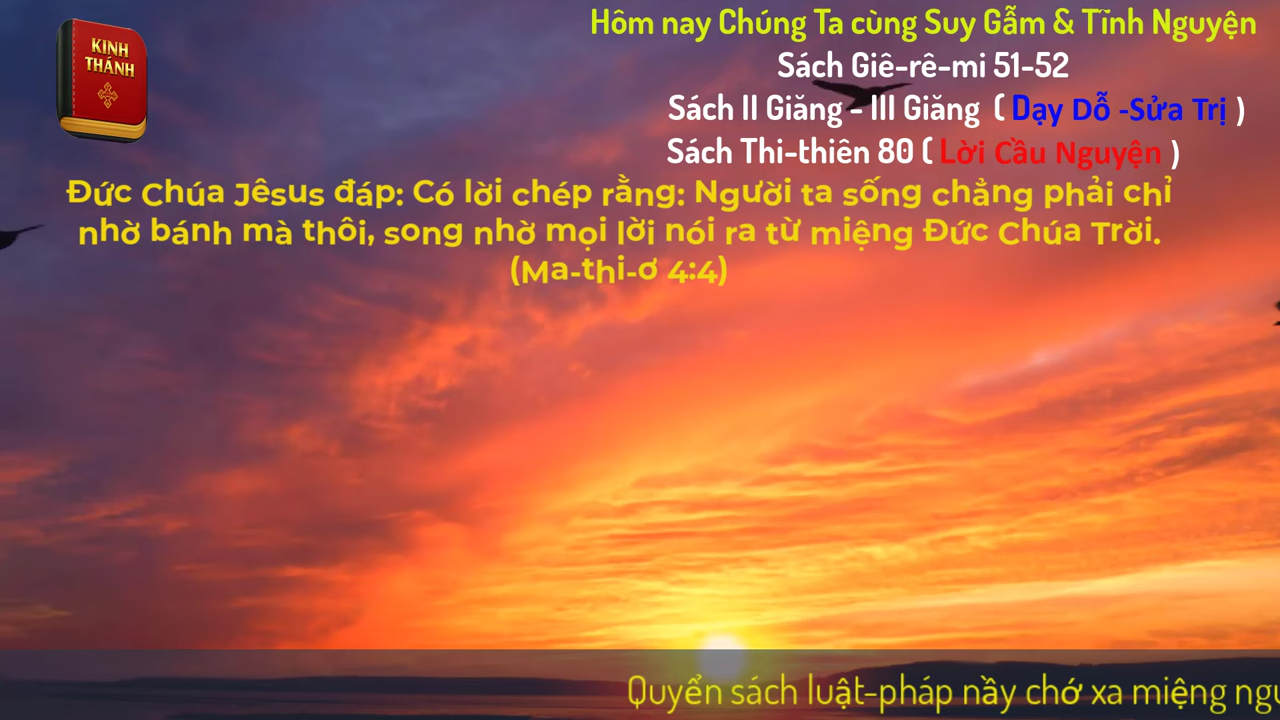 KINH
THÁNH
Hôm nay Chúng Ta cùng Suy Gẫm & Tĩnh Nguyện
Sách Giê-rê-mi 51-52
Sách II Giăng - III Giăng ( Dạy Dỗ -Sửa Trị )
Sách Thi-thiên 80 ( Lời Cầu Nguyện )
Đức Chúa Jêsus đáp: Có lời chép rằng: Người ta sống chẳng phải chỉ
nhờ bánh mà thôi, song nhờ mọi lời nói ra từ miệng Đức Chúa Trời.
(Ma-thi-ơ 4:4)
Quyển sách luật-pháp nầy chớ xa miệng ngư